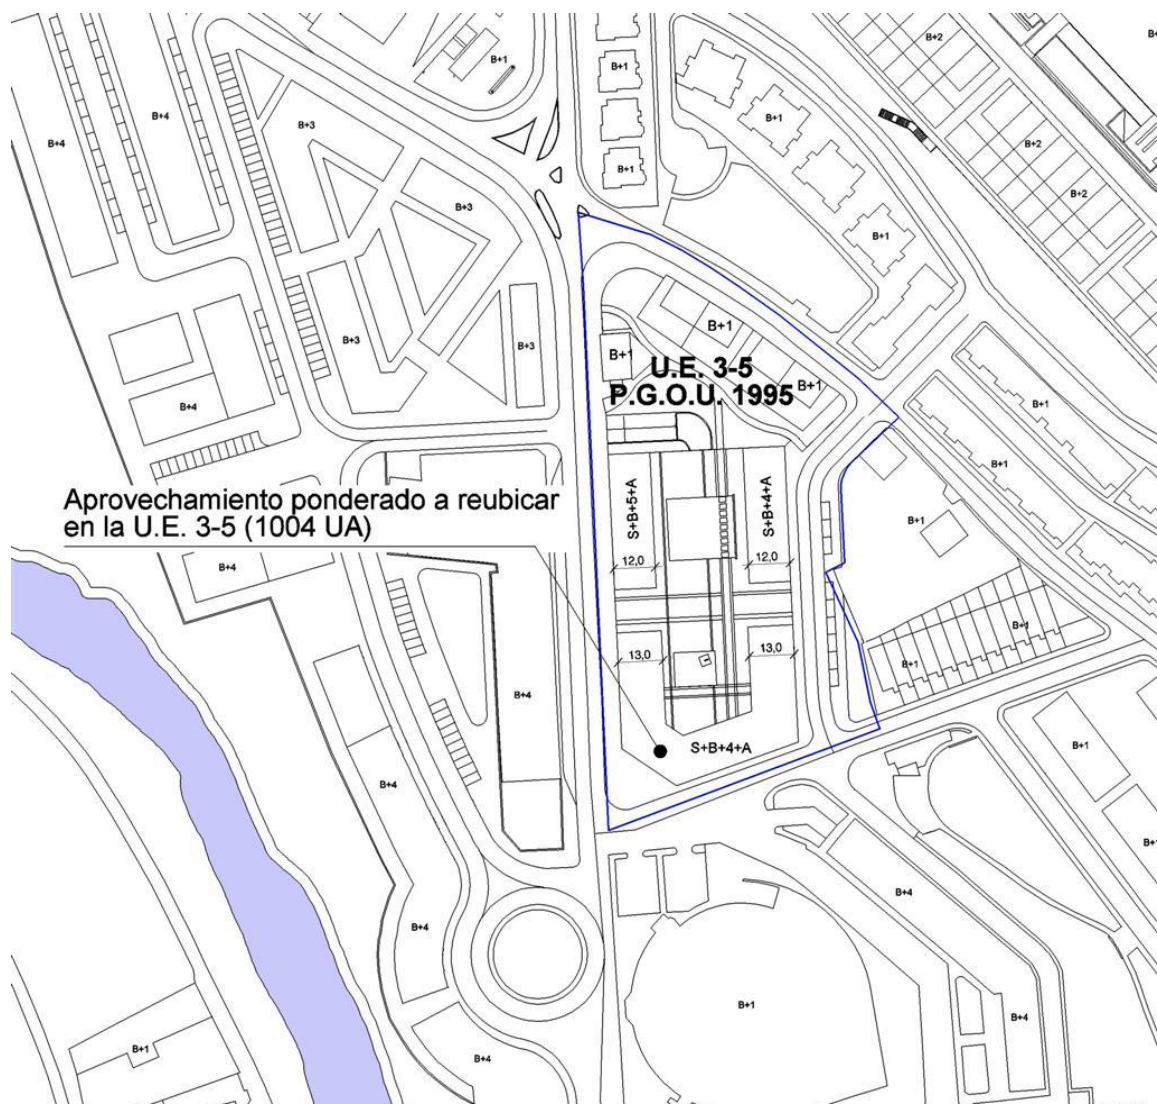 B+
B+2
B+1
B+1
B+4
B+4
B+3
B+1
B+2
B+1
B+3
B+2
B+1
B+1
B+3
B+3
B+1
B+1
U.E. 3-5
P.G.O.U. 1995
B+1
B+4
B+1
B+1
Aprovechamiento ponderado a reubicar
en la U.E. 3-5 (1004 UA)
S+B+5+A
S+B+4+A
B+1
12,0
12,0
B+4
B+1
13,0
13,0
B+1
B+4
S+B+4+A
B+1
B+4
B+1
B+4
B+4
B+1
B+4
B+1
B+4